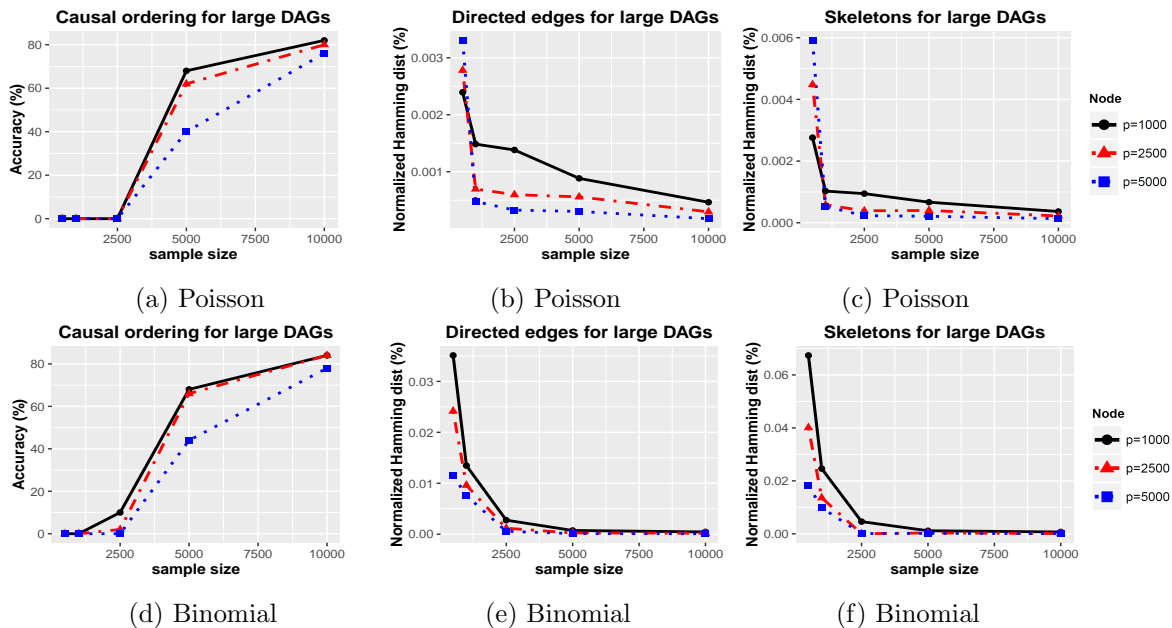 Causal ordering for large DAGs
Accuracy (%)
80
60
40
20
0
2500
5000
7500
10000
sample size
(a) Poisson
Directed edges for large DAGs
Normalized Hamming dist (%)
0.003
0.002
0.001
2500
5000
7500
10000
sample size
(b) Poisson
Skeletons for large DAGs
Normalized Hamming dist (%)
0.006
0.004
0.002
0.000
2500
5000
7500
10000
sample size
(c) Poisson
Node
p=1000
p=2500
p=5000
Causal ordering for large DAGs
Accuracy (%)
80
60
40
20
0
2500
5000
7500
10000
sample size
(d) Binomial
Directed edges for large DAGs
Normalized Hamming dist (%)
0.03
0.02
0.01
0.00
2500
5000
7500
10000
sample size
(e) Binomial
Skeletons for large DAGs
Normalized Hamming dist (%)
0.06
0.04
0.02
0.00
2500
5000
7500
10000
sample size
(f) Binomial
Node
p=1000
p=2500
p=5000